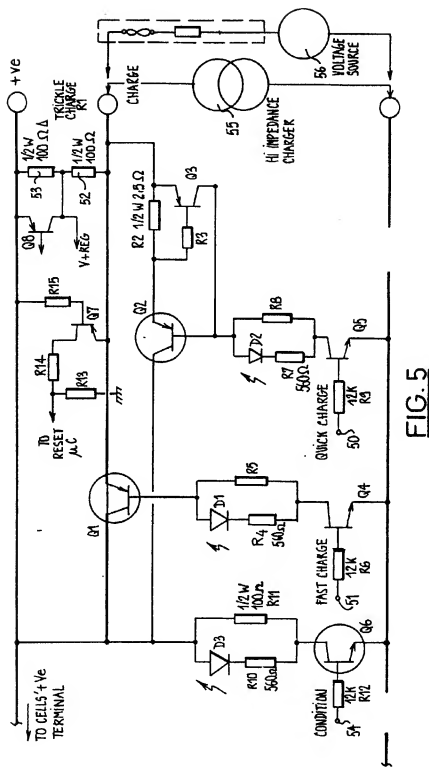 +Ve
TRICKLE
CHARGE
R1
CHARGE
1/2W
100Ω Δ
53
1/2W
100Ω
52
Q8
V+REG
R15
Q7
R14
R13
TO
RESET
μC
Q1
Q2
R2 1/2W 2.5Ω
Q3
R3
55
HI IMPEDANCE
CHARGER
56
VOLTAGE
SOURCE
D2
R8
R7
560Ω
Q5
QUICK CHARGE
50
12K
R9
D1
R5
R4
560Ω
Q4
FAST CHARGE
51
12K
R6
TO CELLS'+Ve
TERMINAL
D3
1/2W
100Ω
R11
R10
560Ω
Q6
CONDITION
54
12K
R12
FIG. 5